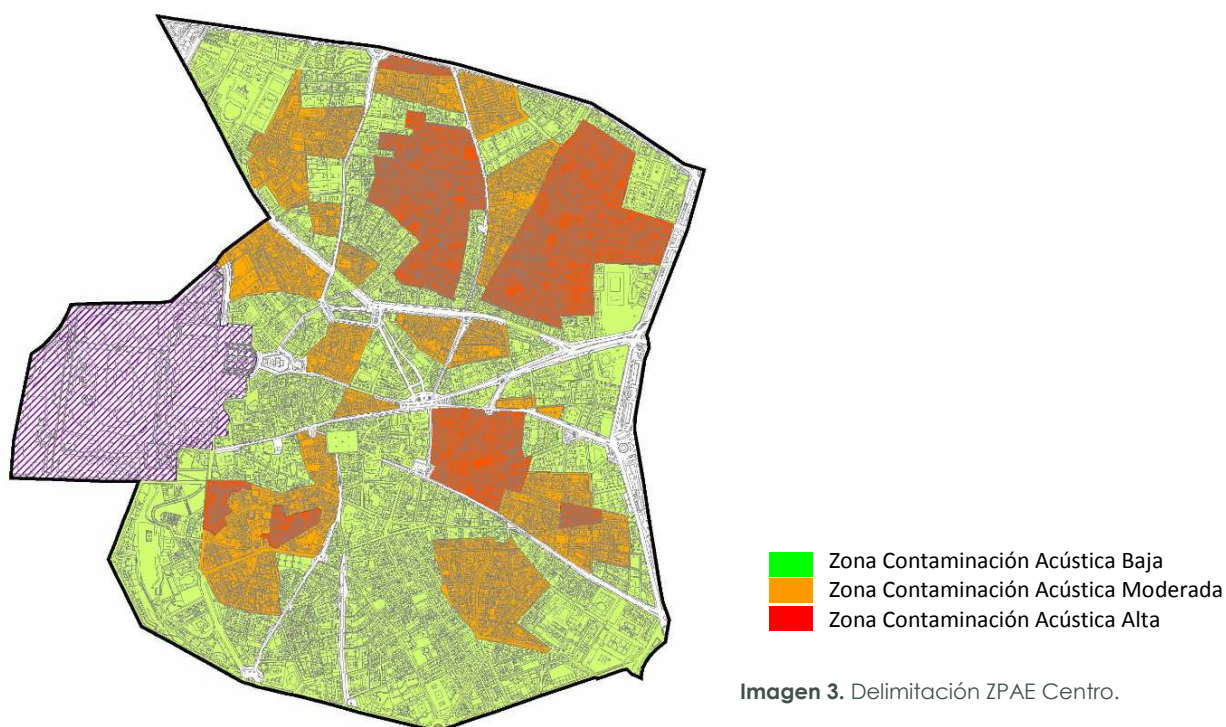 Zona Contaminación Acústica Baja
Zona Contaminación Acústica Moderada
Zona Contaminación Acústica Alta
Imagen 3. Delimitación ZPAE Centro.